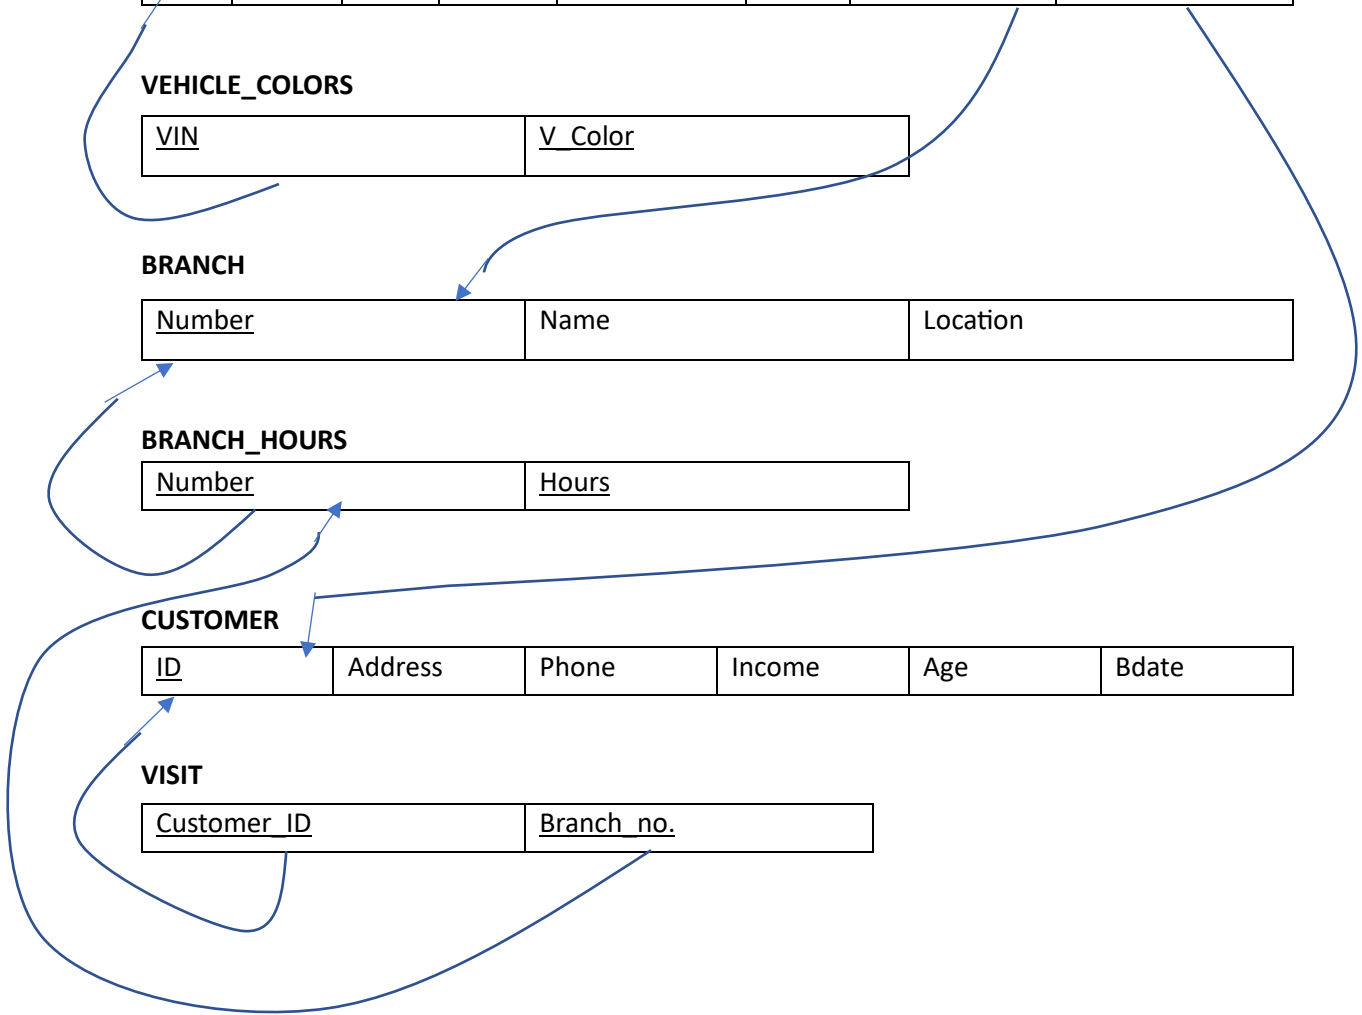 VEHICLE_COLORS
VIN V_Color
BRANCH
Number Name Location
BRANCH_HOURS
Number Hours
CUSTOMER
ID Address Phone Income Age Bdate
VISIT
Customer_ID Branch_no.